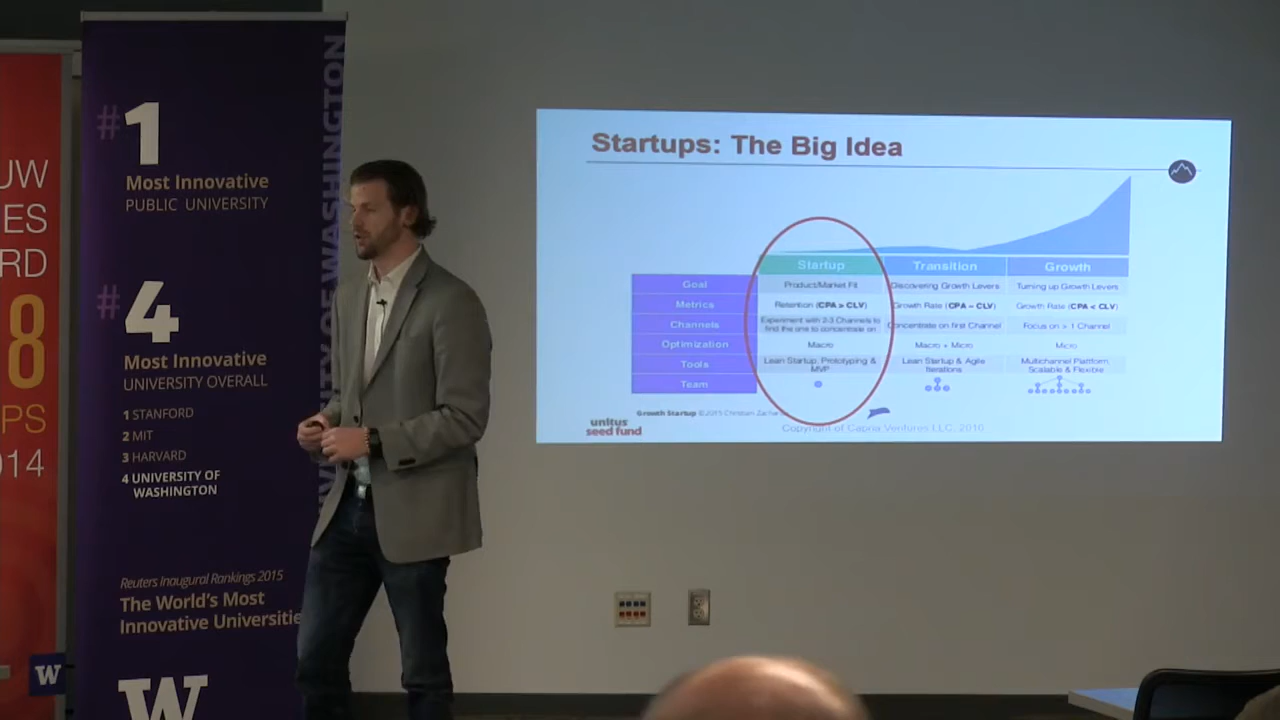 UW
ES
RD
8
PS
014
W
#1
Most Innovative
PUBLIC UNIVERSITY
#4
Most Innovative
UNIVERSITY OVERALL
1 STANFORD
2 MIT
3 HARVARD
4 UNIVERSITY OF
WASHINGTON
Reuters Inaugural Rankings 2015
The World's Most
Innovative Universitie
W
OF WASHINGTON
Startups: The Big Idea
Startup Transition Growth
Goal Product/Market Fit Discovering Growth Levers Turning up Growth Levers
Metrics Retention (CPA > CLV) Growth Rate (CPA ~ CLV) Growth Rate (CPA < CLV)
Channels Experiment with 2-3 Channels to
find the one to concentrate on Concentrate on first Channel Focus on > 1 Channel
Optimization Macro Macro + Micro Micro
Tools Lean Startup, Prototyping &
MVP Lean Startup & Agile
Iterations Multichannel Platform,
Scalable & Flexible
Team
Growth Startup ©2015 Christian
unitus
seed fund
Copyright of Capria Ventures LLC, 2016